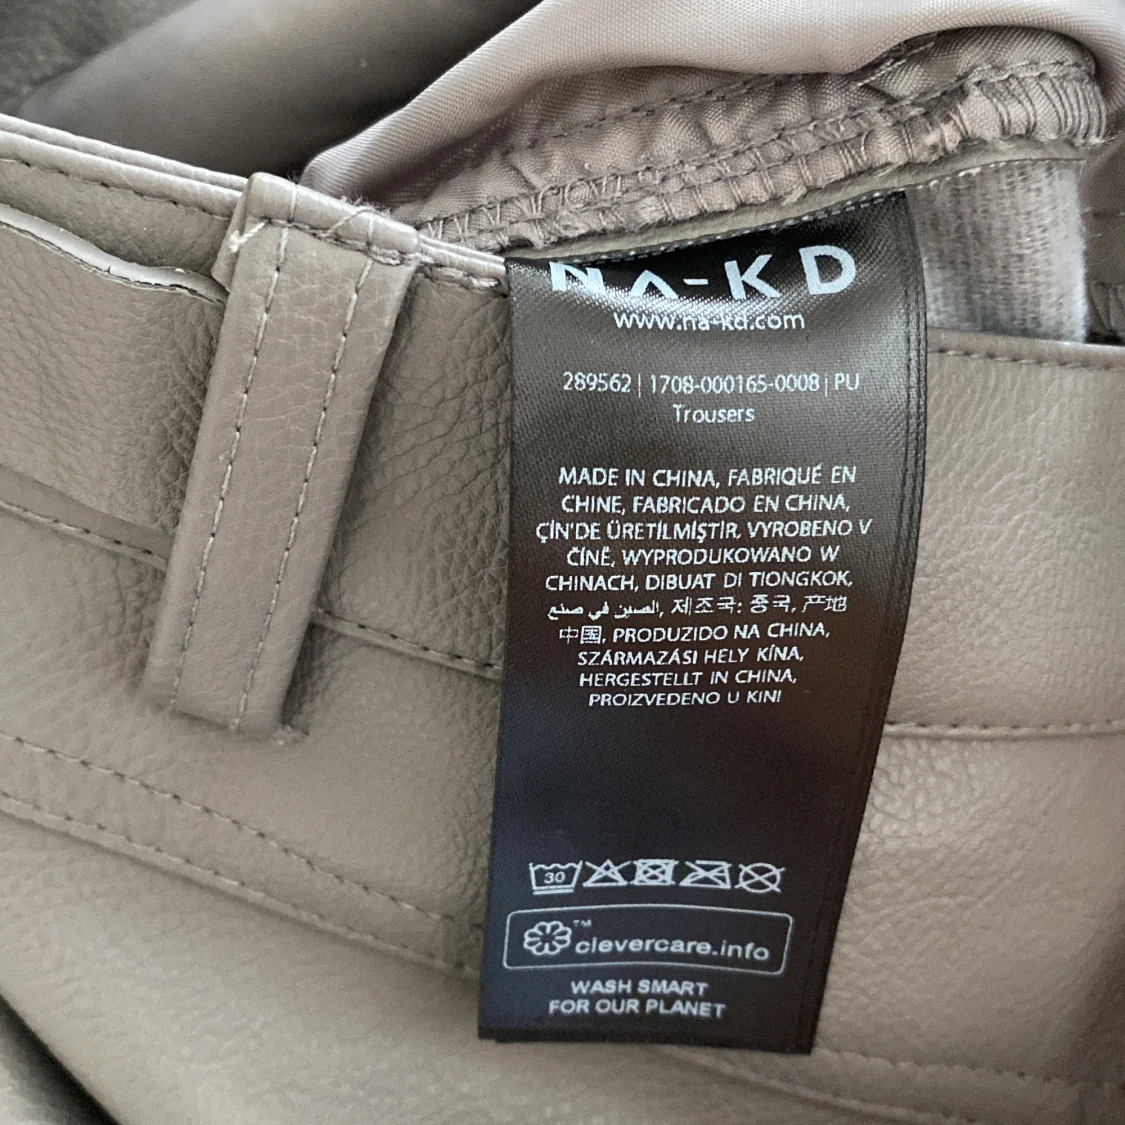 NA-KD
www.na-kd.com
289562 | 1708-000165-0008 | PU
Trousers
MADE IN CHINA, FABRIQUÉ EN
CHINE, FABRICADO EN CHINA,
ÇİN'DE ÜRETİLMİŞTİR, VYROBENO V
ČÍNĚ, WYPRODUKOWANO W
CHINACH, DIBUAT DI TIONGKOK,
الصين في صنع, 제조국: 중국, 产地
中国, PRODUZIDO NA CHINA,
SZÁRMAZÁSI HELY KÍNA,
HERGESTELLT IN CHINA,
PROIZVEDENO U KINI
30
™
clevercare.info
WASH SMART
FOR OUR PLANET